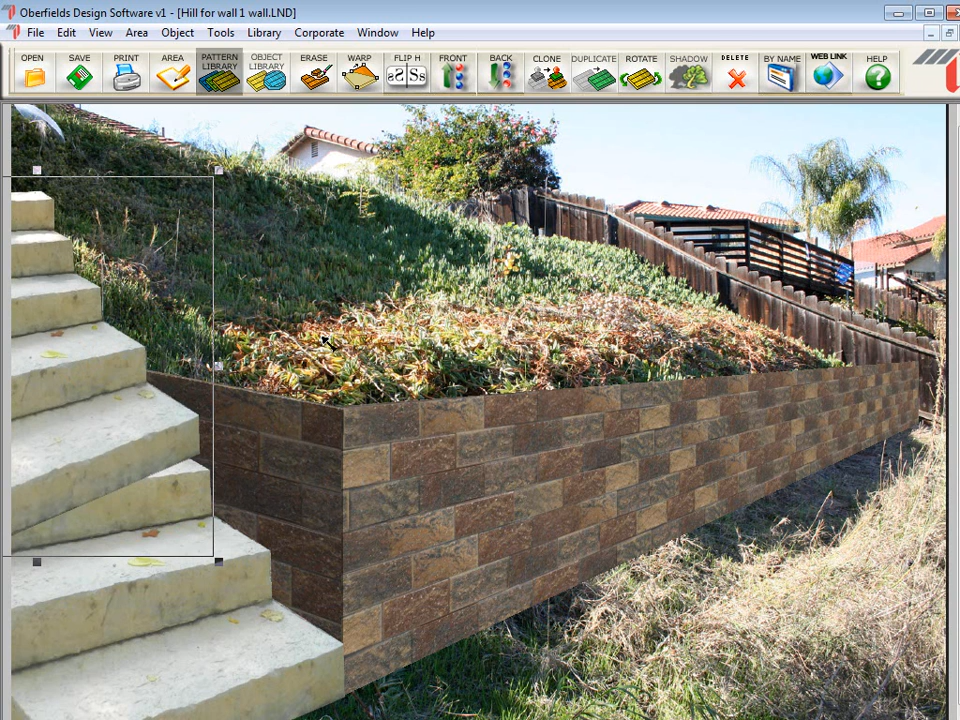 Oberfields Design Software v1 - [Hill for wall 1 wall.LND]
File Edit View Area Object Tools Library Corporate Window Help
OPEN SAVE PRINT AREA PATTERN LIBRARY OBJECT LIBRARY ERASE WARP FLIP H FRONT BACK CLONE DUPLICATE ROTATE SHADOW DELETE BY NAME WEB LINK HELP